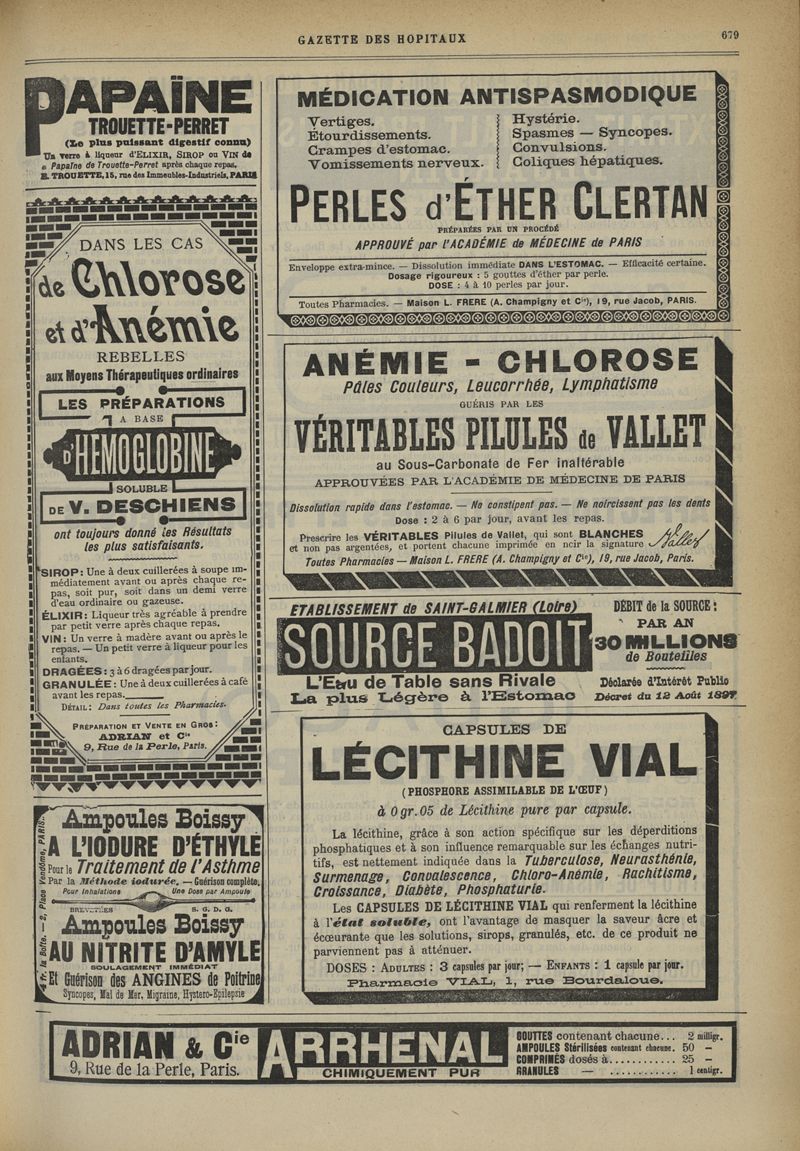 GAZETTE DES HOPITAUX
679
PAPAÏNE
TROUETTE-PERRET
(Le plus puissant digestif connu)
Un verre à liqueur d'ELIXIR, SIROP ou VIN de
Papaïne de Trouette-Perret après chaque repas.
E. TROUETTE, 15, rue des Immeubles-Industriels, PARIS
DANS LES CAS
de Chlorose
et d'Anémie
REBELLES
aux Moyens Thérapeutiques ordinaires
LES PRÉPARATIONS
A BASE
D'HEMOGLOBINE
SOLUBLE
DE V. DESCHIENS
ont toujours donné les Résultats
les plus satisfaisants.
SIROP: Une à deux cuillerées à soupe im-
médiatement avant ou après chaque re-
pas, soit pur, soit dans un demi verre
d'eau ordinaire ou gazeuse.
ÉLIXIR: Liqueur très agréable à prendre
par petit verre après chaque repas.
VIN: Un verre à madère avant ou après le
repas. — Un petit verre à liqueur pour les
enfants.
DRAGÉES: 3 à 6 dragées par jour.
GRANULÉE: Une à deux cuillerées à café
avant les repas.
DÉTAIL: Dans toutes les Pharmacies.
PRÉPARATION ET VENTE EN GROS:
ADRIAN et Cie
9, Rue de la Perle, Paris.
4 fr. la Boîte. — 2, Place Vendôme, PARIS.
Ampoules Boissy
A L'IODURE D'ÉTHYLE
Pour le Traitement de l'Asthme
Par la Méthode iodurée. — Guérison complète.
Pour Inhalations Une Dose par Ampoule
BREVETÉES S. G. D. G.
Ampoules Boissy
AU NITRITE D'AMYLE
SOULAGEMENT IMMÉDIAT
Et Guérison des ANGINES de Poitrine
Syncopes, Mal de Mer, Migraine, Hystero-Epilepsie
MÉDICATION ANTISPASMODIQUE
Vertiges.
Étourdissements.
Crampes d'estomac.
Vomissements nerveux.
Hystérie.
Spasmes — Syncopes.
Convulsions.
Coliques hépatiques.
PERLES d'ÉTHER CLERTAN
PRÉPARÉES PAR UN PROCÉDÉ
APPROUVÉ par l'ACADÉMIE de MÉDECINE de PARIS
Enveloppe extra-mince. — Dissolution immédiate DANS L'ESTOMAC. — Efficacité certaine.
Dosage rigoureux : 5 gouttes d'éther par perle.
DOSE : 4 à 10 perles par jour.
Toutes Pharmacies. — Maison L. FRERE (A. Champigny et Cie), 19, rue Jacob, PARIS.
ANÉMIE - CHLOROSE
Pâles Couleurs, Leucorrhée, Lymphatisme
GUÉRIS PAR LES
VÉRITABLES PILULES de VALLET
au Sous-Carbonate de Fer inaltérable
APPROUVÉES PAR L'ACADÉMIE DE MÉDECINE DE PARIS
Dissolution rapide dans l'estomac. — Ne constipent pas. — Ne noircissent pas les dents
Dose : 2 à 6 par jour, avant les repas.
Prescrire les VÉRITABLES Pilules de Vallet, qui sont BLANCHES
et non pas argentées, et portent chacune imprimée en noir la signature Vallet
Toutes Pharmacies — Maison L. FRERE (A. Champigny et Cie), 19, rue Jacob, Paris.
ETABLISSEMENT de SAINT-GALMIER (Loire)
SOURCE BADOIT
L'Eau de Table sans Rivale
La plus Légère à l'Estomac
DÉBIT de la SOURCE:
PAR AN
30 MILLIONS
de Bouteilles
Déclarée d'Intérêt Public
Décret du 12 Août 1897
CAPSULES DE
LÉCITHINE VIAL
(PHOSPHORE ASSIMILABLE DE L'ŒUF)
à 0 gr. 05 de Lécithine pure par capsule.
La lécithine, grâce à son action spécifique sur les déperditions
phosphatiques et à son influence remarquable sur les échanges nutri-
tifs, est nettement indiquée dans la Tuberculose, Neurasthénie,
Surmenage, Convalescence, Chloro-Anémie, Rachitisme,
Croissance, Diabète, Phosphaturie.
Les CAPSULES DE LÉCITHINE VIAL qui renferment la lécithine
à l'état soluble, ont l'avantage de masquer la saveur âcre et
écœurante que les solutions, sirops, granulés, etc. de ce produit ne
parviennent pas à atténuer.
DOSES : ADULTES : 3 capsules par jour; — ENFANTS : 1 capsule par jour.
Pharmacie VIAL, 1, rue Bourdaloue.
ADRIAN & Cie
9, Rue de la Perle, Paris.
ARRHENAL
CHIMIQUEMENT PUR
GOUTTES contenant chacune... 2 milligr.
AMPOULES Stérilisées contenant chacune. 50 —
COMPRIMÉS dosés à............ 25 —
GRANULES — ............ 1 centigr.